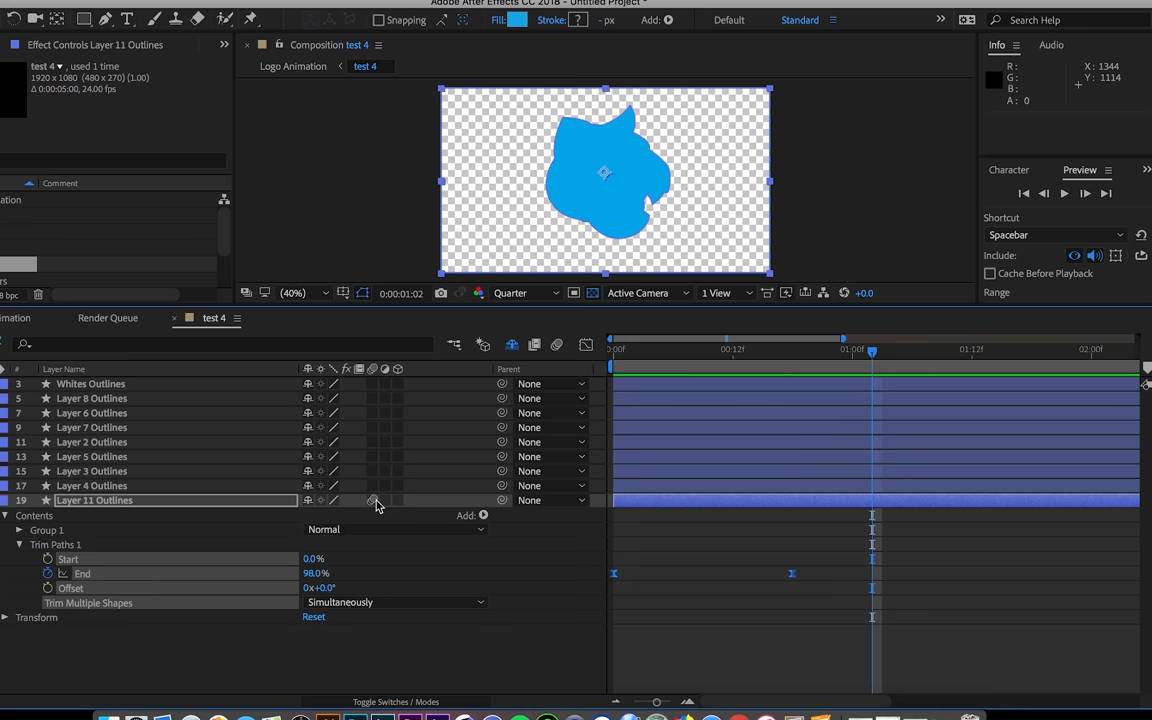 Adobe After Effects CC 2018 - Untitled Project *
Snapping
Fill:
Stroke: ?
- px
Add:
Default
Standard
Search Help
Effect Controls Layer 11 Outlines
Composition test 4
Info
Audio
test 4 , used 1 time
1920 x 1080 (480 x 270) (1.00)
Δ 0:00:05:00, 24.00 fps
Logo Animation
test 4
R:
G:
B:
A: 0
X: 1344
Y: 1114
Comment
ation
rs
8 bpc
Character
Preview
Shortcut
Spacebar
Include:
Cache Before Playback
Range
(40%)
0:00:01:02
Quarter
Active Camera
1 View
+0.0
imation
Render Queue
test 4
:00f
00:12f
01:00f
01:12f
02:00f
#
Layer Name
fx
Parent
3 Whites Outlines None
5 Layer 8 Outlines None
7 Layer 6 Outlines None
9 Layer 7 Outlines None
11 Layer 2 Outlines None
13 Layer 5 Outlines None
15 Layer 3 Outlines None
17 Layer 4 Outlines None
19 Layer 11 Outlines None
Contents
Add:
Group 1 Normal
Trim Paths 1
Start 0.0%
End 98.0%
Offset 0x+0.0°
Trim Multiple Shapes Simultaneously
Transform Reset
Toggle Switches / Modes